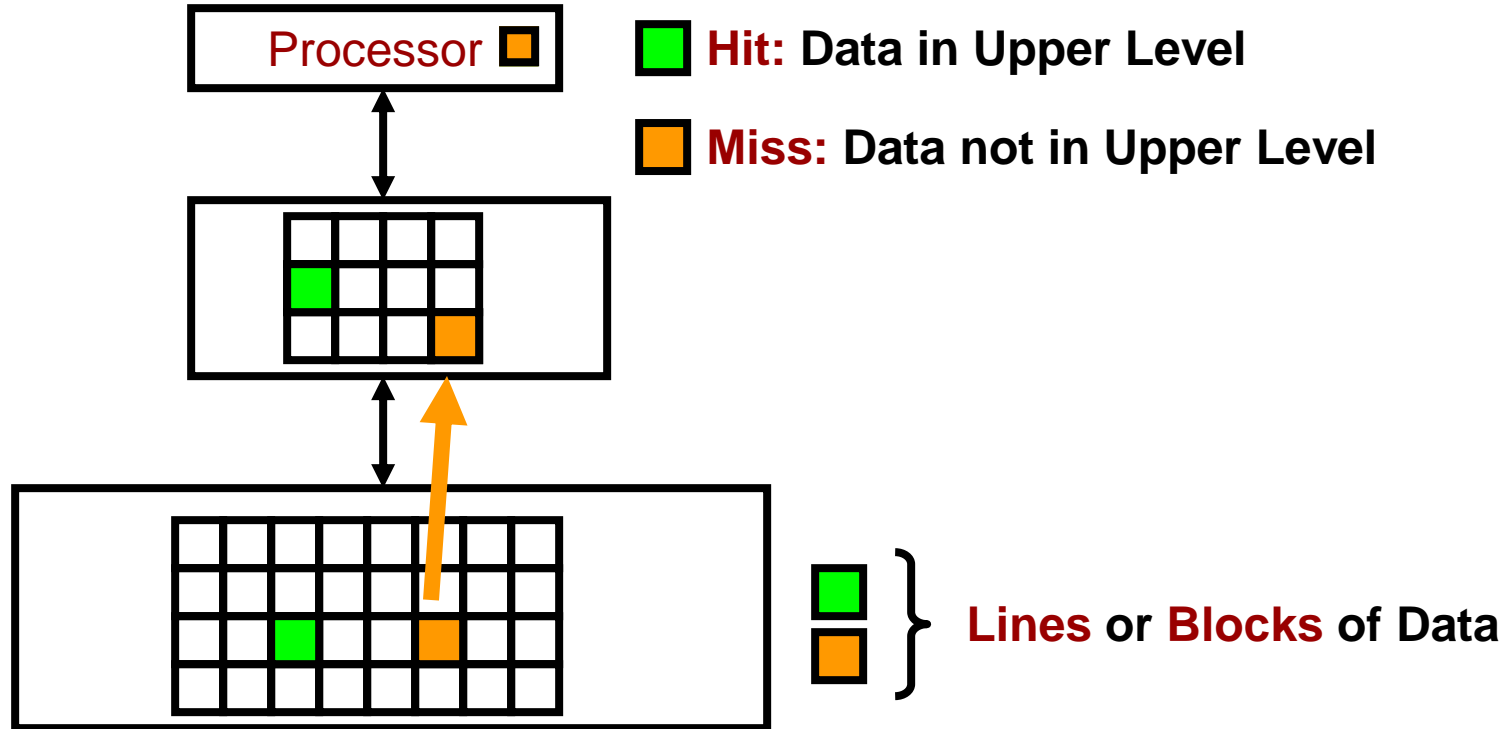 Processor
Hit: Data in Upper Level
Miss: Data not in Upper Level
Lines or Blocks of Data